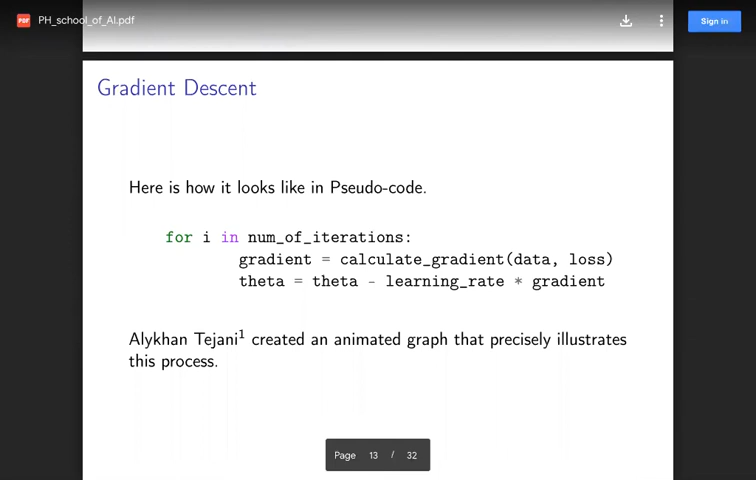 PDF PH_school_of_AI.pdf Sign in
Gradient Descent
Here is how it looks like in Pseudo-code.
for i in num_of_iterations:
gradient = calculate_gradient(data, loss)
theta = theta - learning_rate * gradient
Alykhan Tejani1 created an animated graph that precisely illustrates
this process.
Page 13 / 32